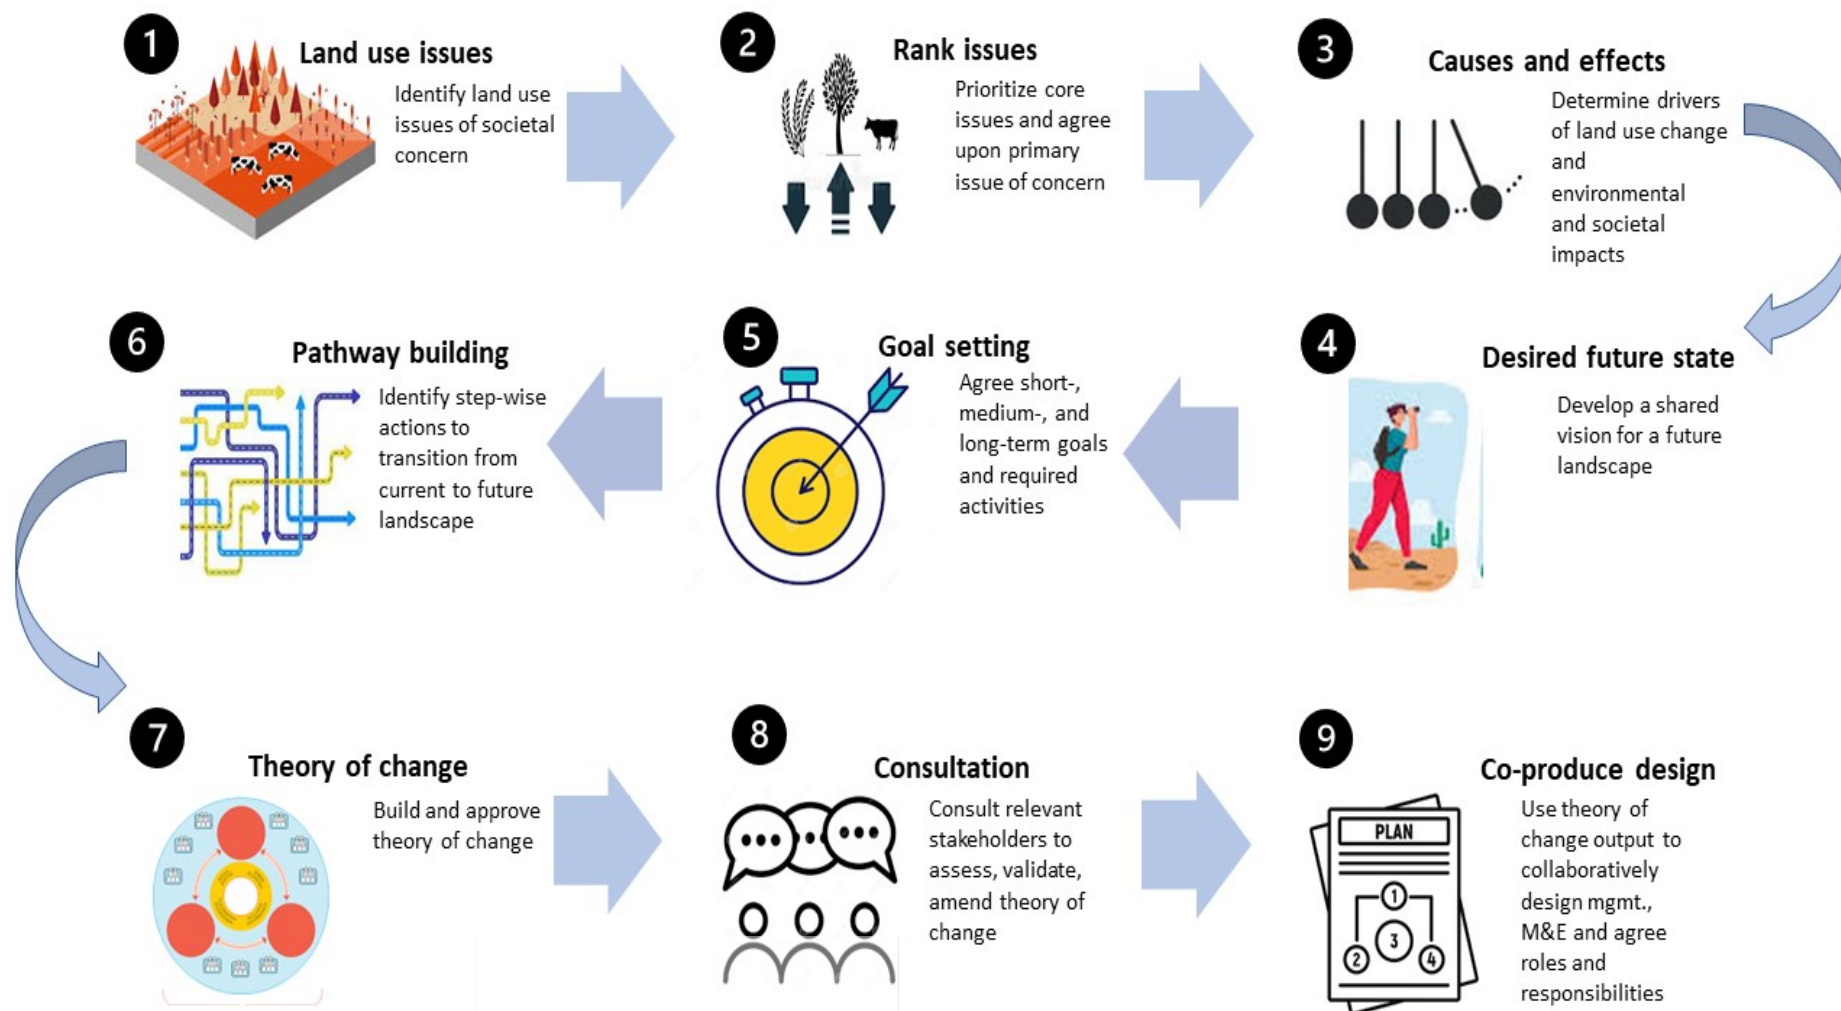 1
Land use issues
Identify land use
issues of societal
concern
2
Rank issues
Prioritize core
issues and agree
upon primary
issue of concern
3
Causes and effects
Determine drivers
of land use change
and
environmental
and societal
impacts
4
Desired future state
Develop a shared
vision for a future
landscape
5
Goal setting
Agree short-,
medium-, and
long-term goals
and required
activities
6
Pathway building
Identify step-wise
actions to
transition from
current to future
landscape
7
Theory of change
Build and approve
theory of change
8
Consultation
Consult relevant
stakeholders to
assess, validate,
amend theory of
change
9
Co-produce design
PLAN
1
2
3
4
Use theory of
change output to
collaboratively
design mgmt.,
M&E and agree
roles and
responsibilities